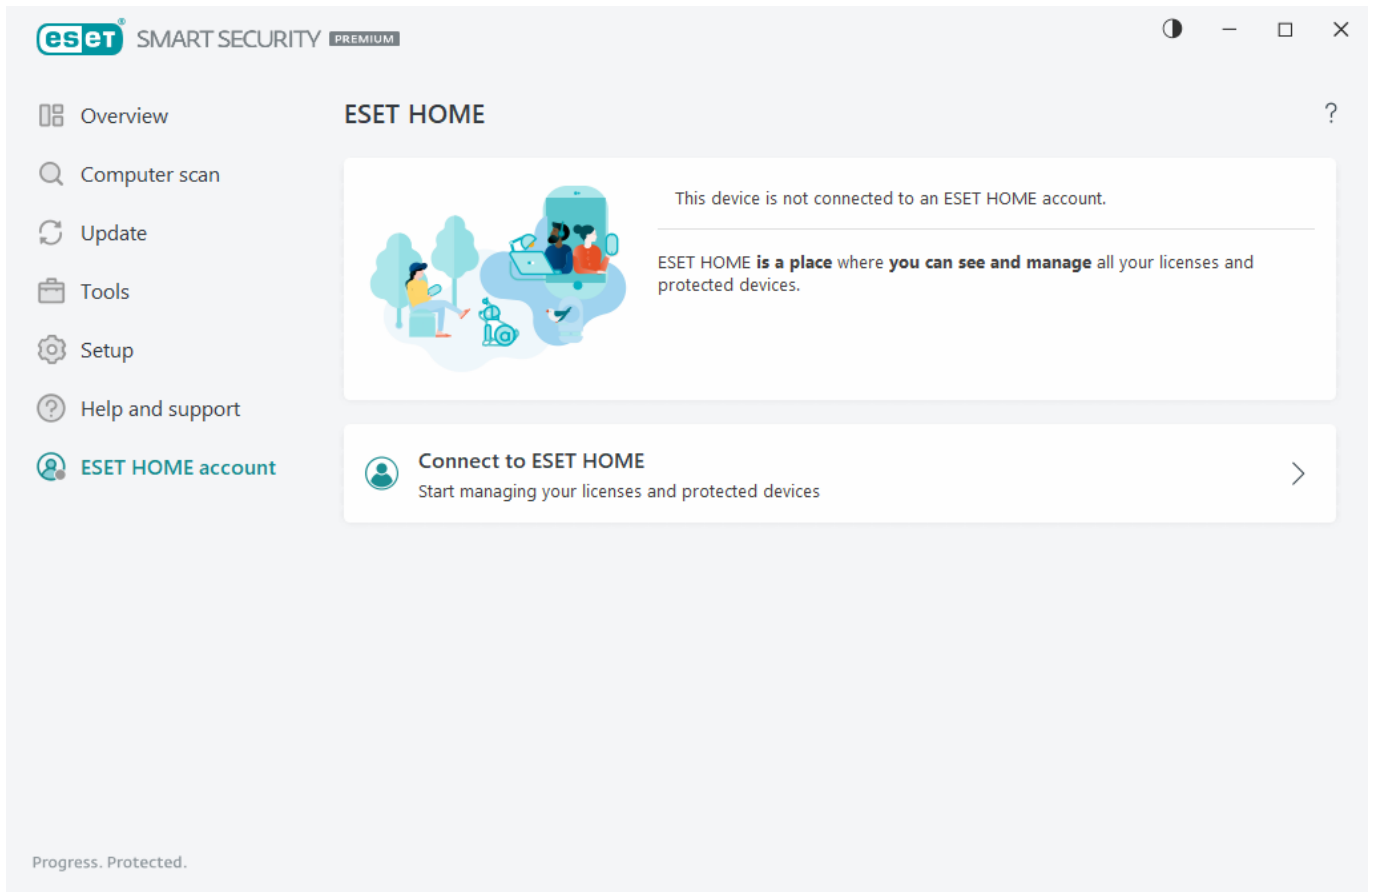 eset® SMART SECURITY PREMIUM
Overview
Computer scan
Update
Tools
Setup
Help and support
ESET HOME account
ESET HOME
?
This device is not connected to an ESET HOME account.
ESET HOME is a place where you can see and manage all your licenses and
protected devices.
Connect to ESET HOME
Start managing your licenses and protected devices
Progress. Protected.